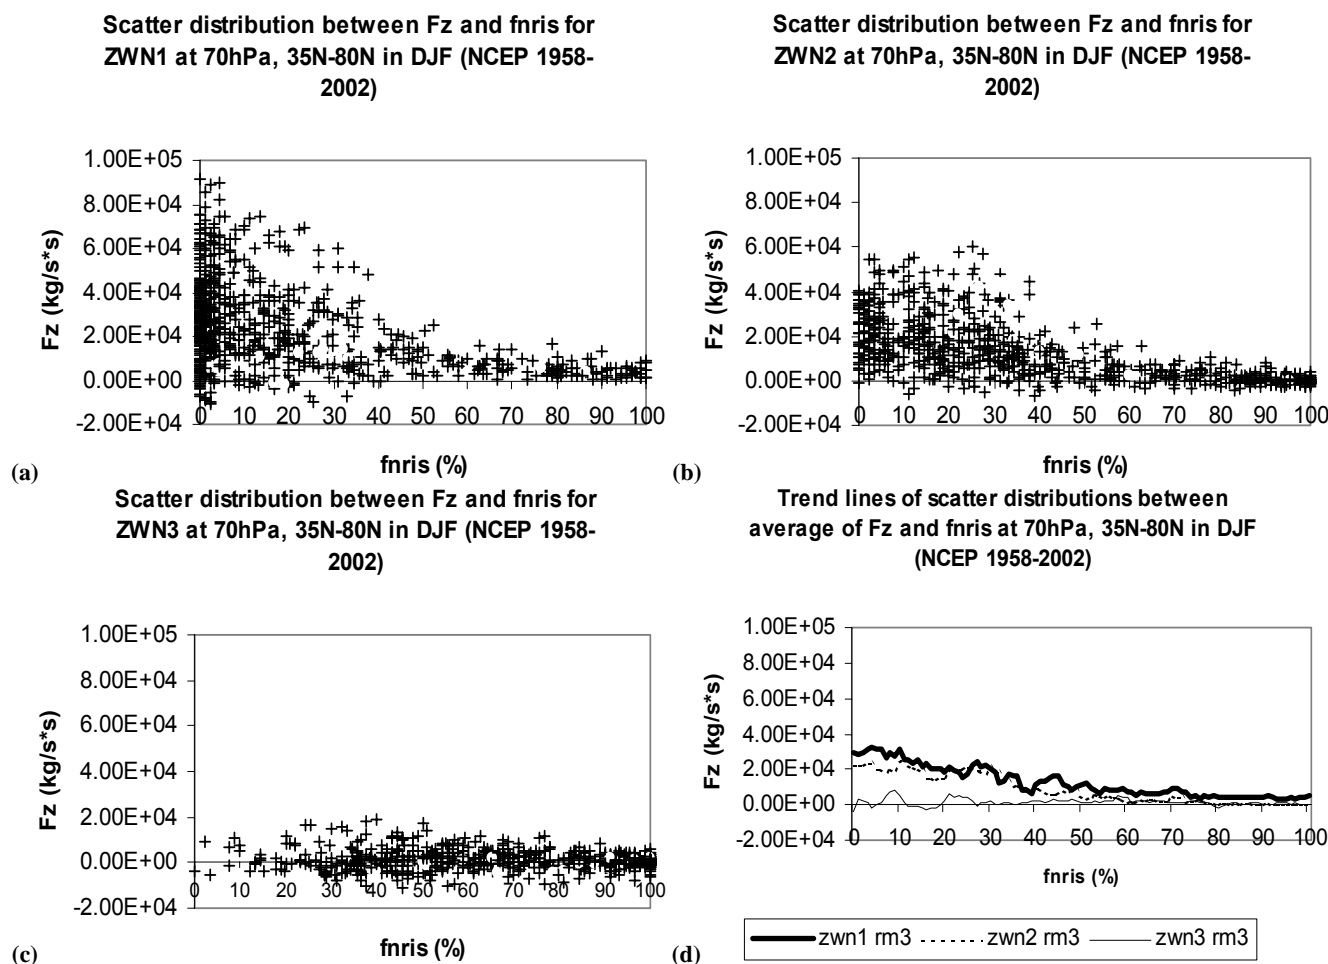 Scatter distribution between Fz and fnris for
ZWN1 at 70hPa, 35N-80N in DJF (NCEP 1958-
2002)
1.00E+05
8.00E+04
6.00E+04
4.00E+04
2.00E+04
0.00E+00
-2.00E+04
Fz (kg/s*s)
0 10 20 30 40 50 60 70 80 90 100
fnris (%)
(a)
Scatter distribution between Fz and fnris for
ZWN2 at 70hPa, 35N-80N in DJF (NCEP 1958-
2002)
1.00E+05
8.00E+04
6.00E+04
4.00E+04
2.00E+04
0.00E+00
-2.00E+04
Fz (kg/s*s)
0 10 20 30 40 50 60 70 80 90 100
fnris (%)
(b)
Scatter distribution between Fz and fnris for
ZWN3 at 70hPa, 35N-80N in DJF (NCEP 1958-
2002)
1.00E+05
8.00E+04
6.00E+04
4.00E+04
2.00E+04
0.00E+00
-2.00E+04
Fz (kg/s*s)
0 10 20 30 40 50 60 70 80 90 100
fnris (%)
(c)
Trend lines of scatter distributions between
average of Fz and fnris at 70hPa, 35N-80N in DJF
(NCEP 1958-2002)
1.00E+05
8.00E+04
6.00E+04
4.00E+04
2.00E+04
0.00E+00
-2.00E+04
Fz (kg/s*s)
0 10 20 30 40 50 60 70 80 90 100
fnris (%)
(d)
zwn1 rm3 zwn2 rm3 zwn3 rm3